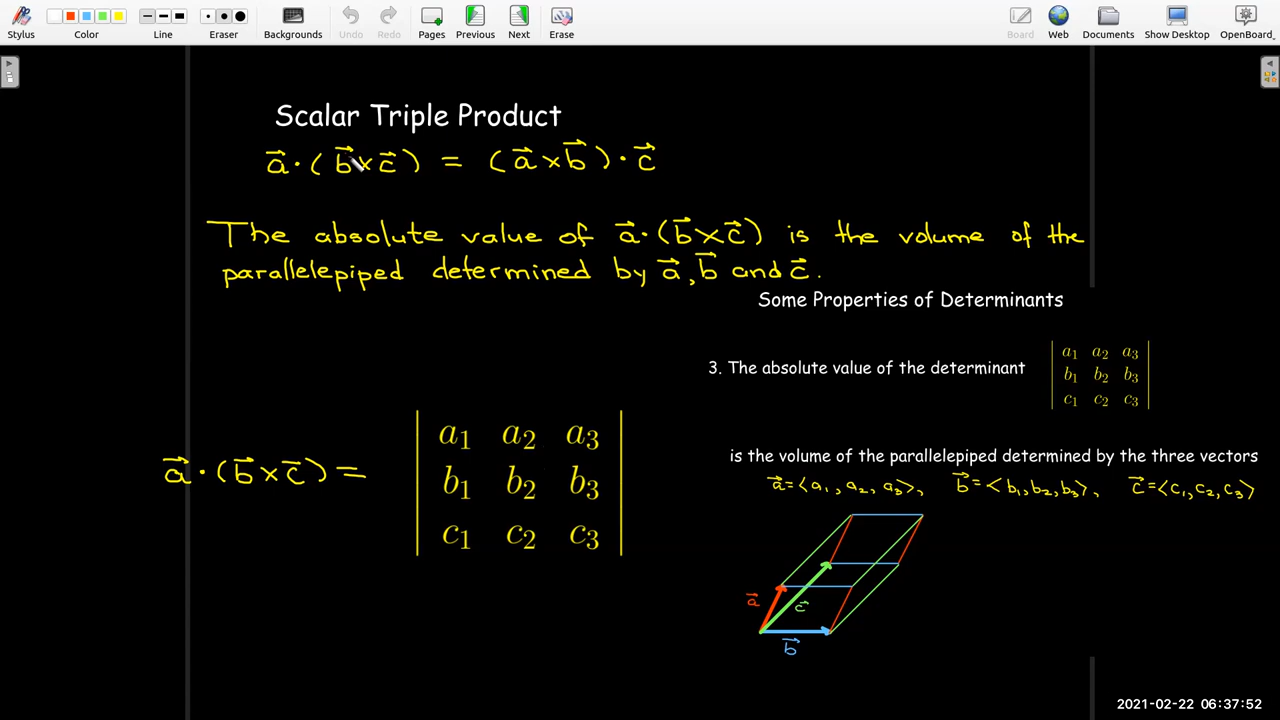 Stylus Color Line Eraser Backgrounds Undo Redo Pages Previous Next Erase Board Web Documents Show Desktop OpenBoard
Scalar Triple Product
a⃗ · (b⃗ × c⃗) = (a⃗ × b⃗) · c⃗
The absolute value of a⃗ · (b⃗ × c⃗) is the volume of the
parallelepiped determined by a⃗, b⃗ and c⃗.
Some Properties of Determinants
3. The absolute value of the determinant
a₁ a₂ a₃
b₁ b₂ b₃
c₁ c₂ c₃
is the volume of the parallelepiped determined by the three vectors
a⃗ = ⟨a₁, a₂, a₃⟩, b⃗ = ⟨b₁, b₂, b₃⟩, c⃗ = ⟨c₁, c₂, c₃⟩
a⃗ · (b⃗ × c⃗) =
a₁ a₂ a₃
b₁ b₂ b₃
c₁ c₂ c₃
a⃗
c⃗
b⃗
2021-02-22 06:37:52